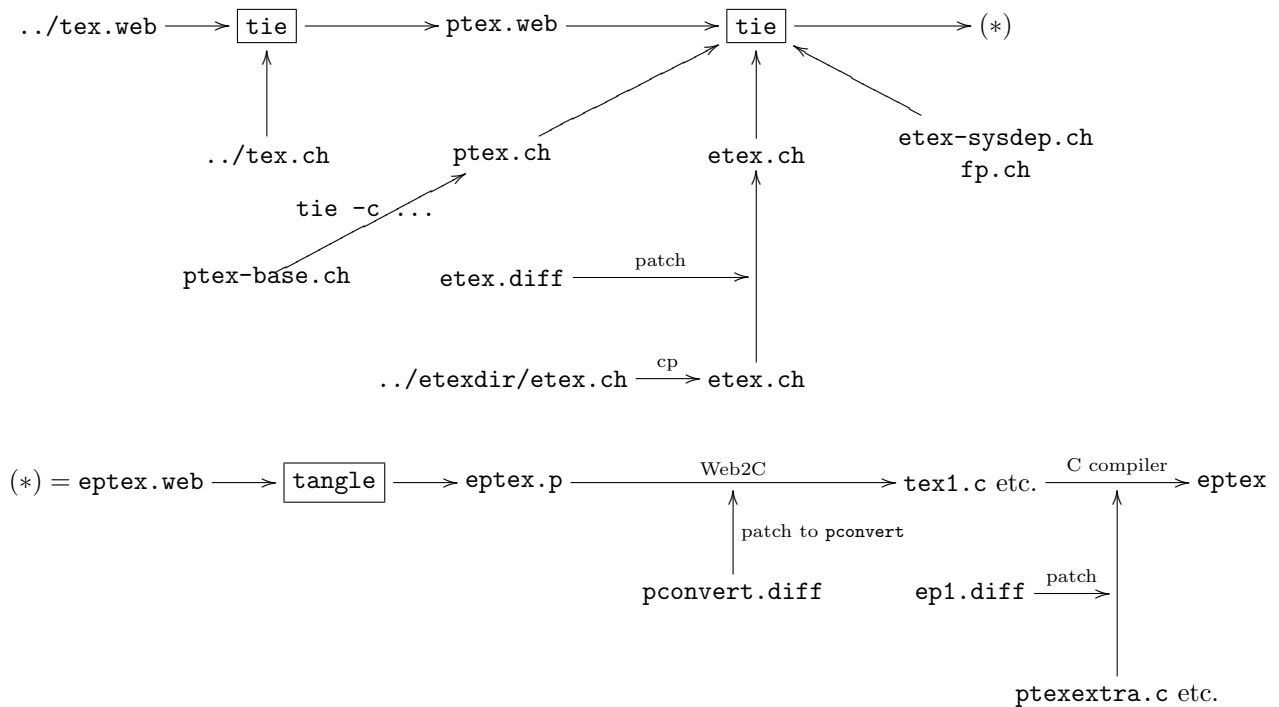 ../tex.web tie ptex.web tie (∗)
../tex.ch ptex.ch etex.ch etex-sysdep.ch
fp.ch
tie -c ...
ptex-base.ch etex.diff patch
../etexdir/etex.ch cp etex.ch
(∗) = eptex.web tangle eptex.p Web2C tex1.c etc. C compiler eptex
patch to pconvert
pconvert.diff ep1.diff patch
ptexextra.c etc.